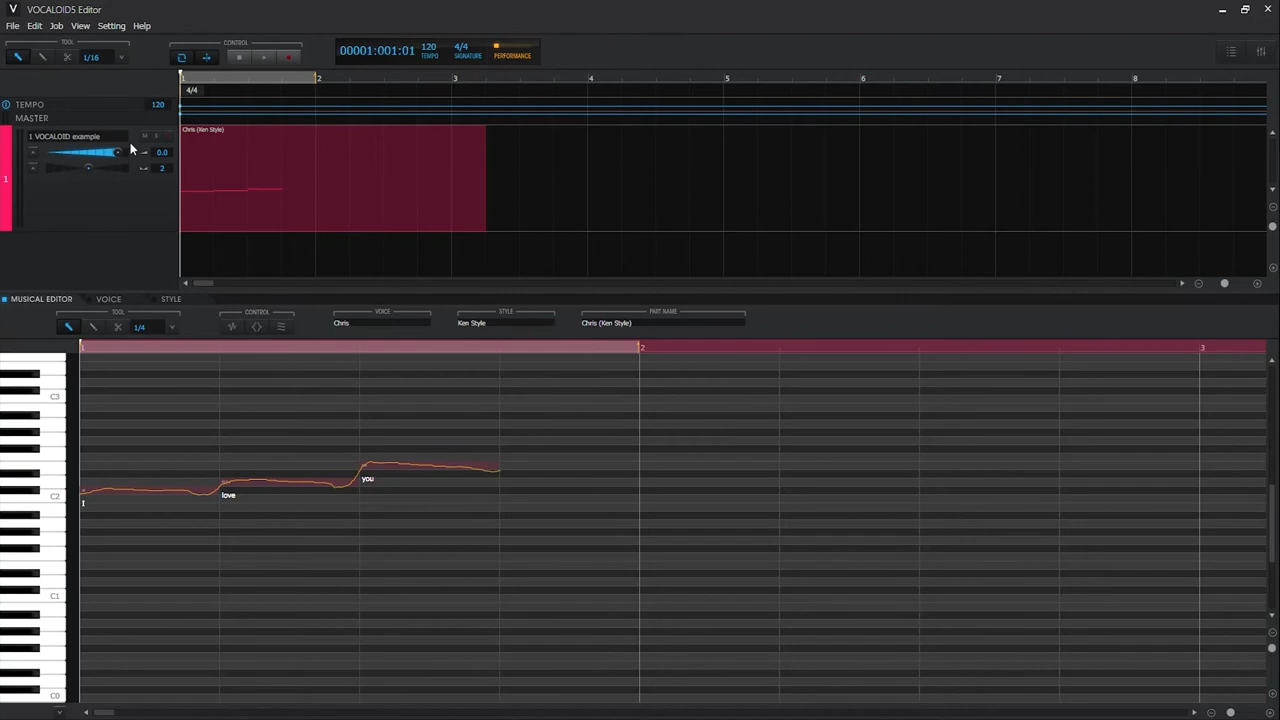 VOCALOID5 Editor
File Edit Job View Setting Help
TOOL CONTROL
1/16
00001:001:01 120 TEMPO 4/4 SIGNATURE PERFORMANCE
1 2 3 4 5 6 7 8
4/4
TEMPO 120
MASTER
1 VOCALOID example M S
0.0
2
1
Chris (Ken Style)
MUSICAL EDITOR VOICE STYLE
TOOL CONTROL VOICE STYLE PART NAME
1/4 Chris Ken Style Chris (Ken Style)
1 2 3
C3
you
love
C2
I
C1
C0